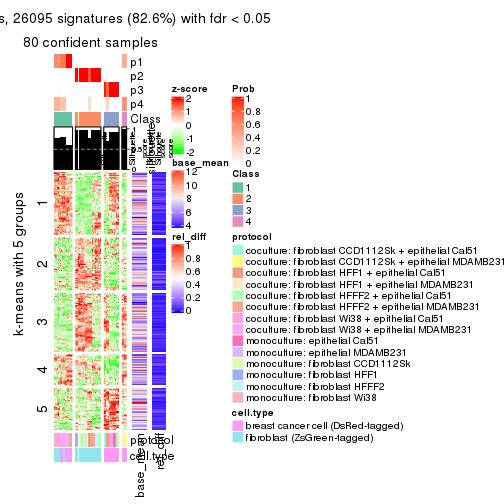 s, 26095 signatures (82.6%) with fdr < 0.05
80 confident samples
p1
p2
p3
p4
Class
1
0.5
0
Silhouette
score
k-means with 5 groups
1
2
3
4
5
protocol
cell.type
base_mean
rel_diff
z-score
2
1
0
-1
-2
base_mean
12
10
8
6
4
rel_diff
1
0.8
0.6
0.4
0.2
0
Prob
1
0.8
0.6
0.4
0.2
0
Class
1
2
3
4
protocol
coculture: fibroblast CCD1112Sk + epithelial Cal51
coculture: fibroblast CCD1112Sk + epithelial MDAMB231
coculture: fibroblast HFF1 + epithelial Cal51
coculture: fibroblast HFF1 + epithelial MDAMB231
coculture: fibroblast HFFF2 + epithelial Cal51
coculture: fibroblast HFFF2 + epithelial MDAMB231
coculture: fibroblast Wi38 + epithelial Cal51
coculture: fibroblast Wi38 + epithelial MDAMB231
monoculture: epithelial Cal51
monoculture: epithelial MDAMB231
monoculture: fibroblast CCD1112Sk
monoculture: fibroblast HFF1
monoculture: fibroblast HFFF2
monoculture: fibroblast Wi38
cell.type
breast cancer cell (DsRed-tagged)
fibroblast (ZsGreen-tagged)